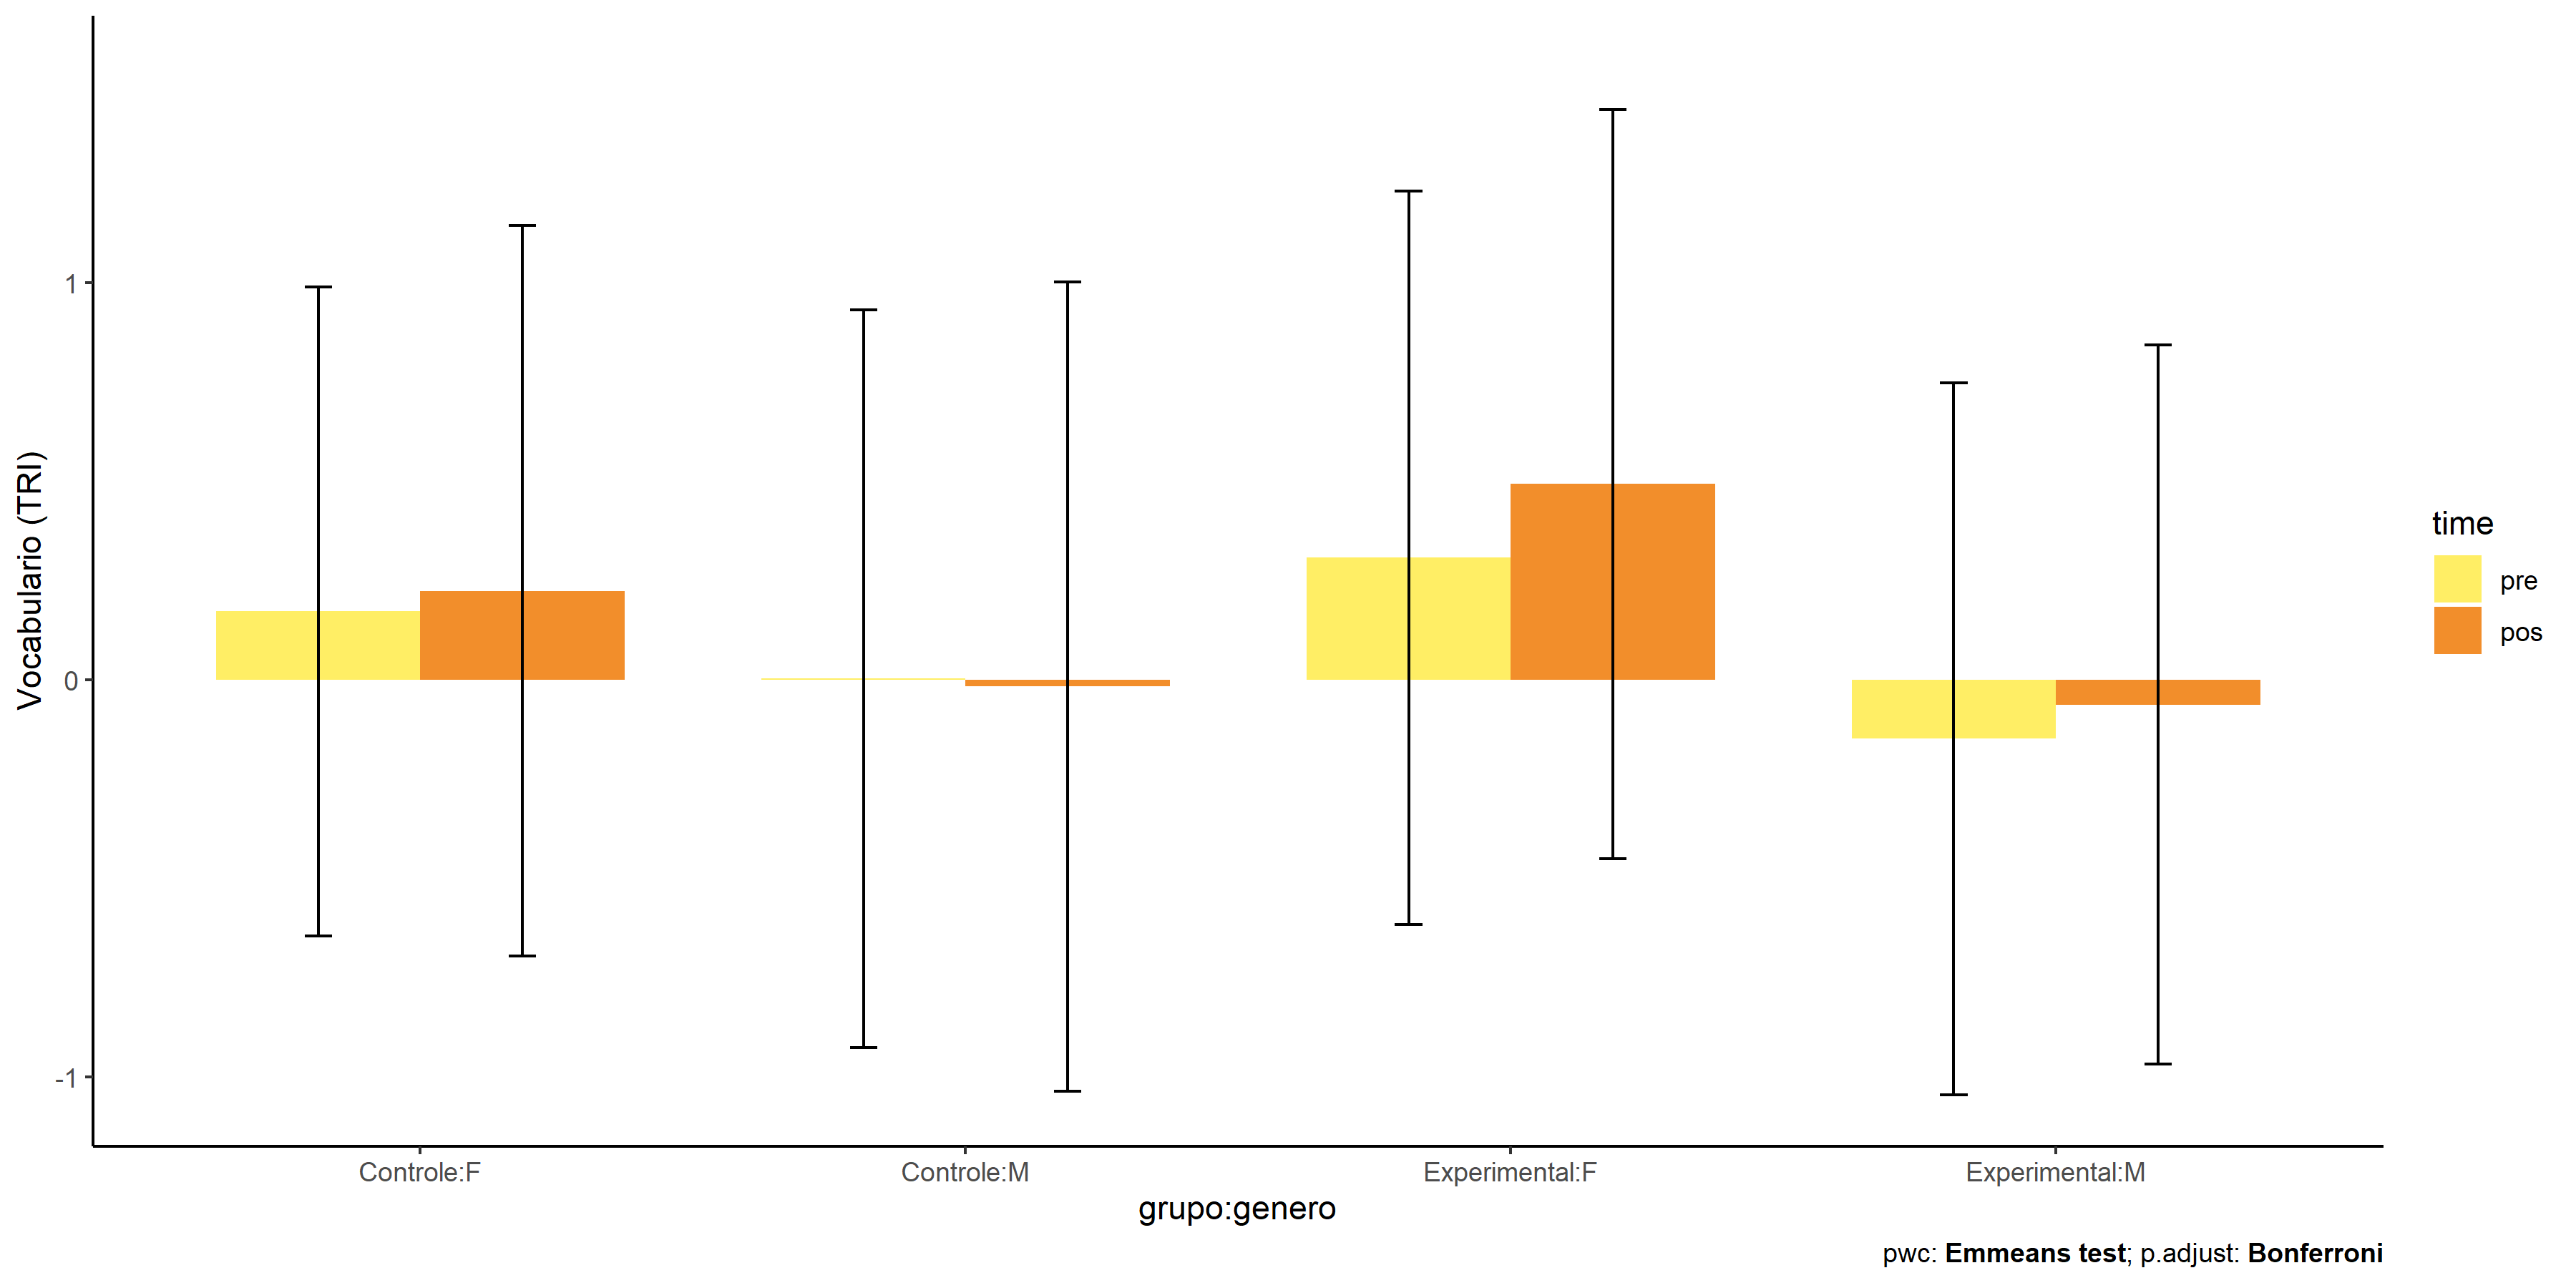 Vocabulario (TRI)
1
0
-1
Controle:F
Controle:M
Experimental:F
Experimental:M
grupo:genero
time
pre
pos
pwc: Emmeans test; p.adjust: Bonferroni